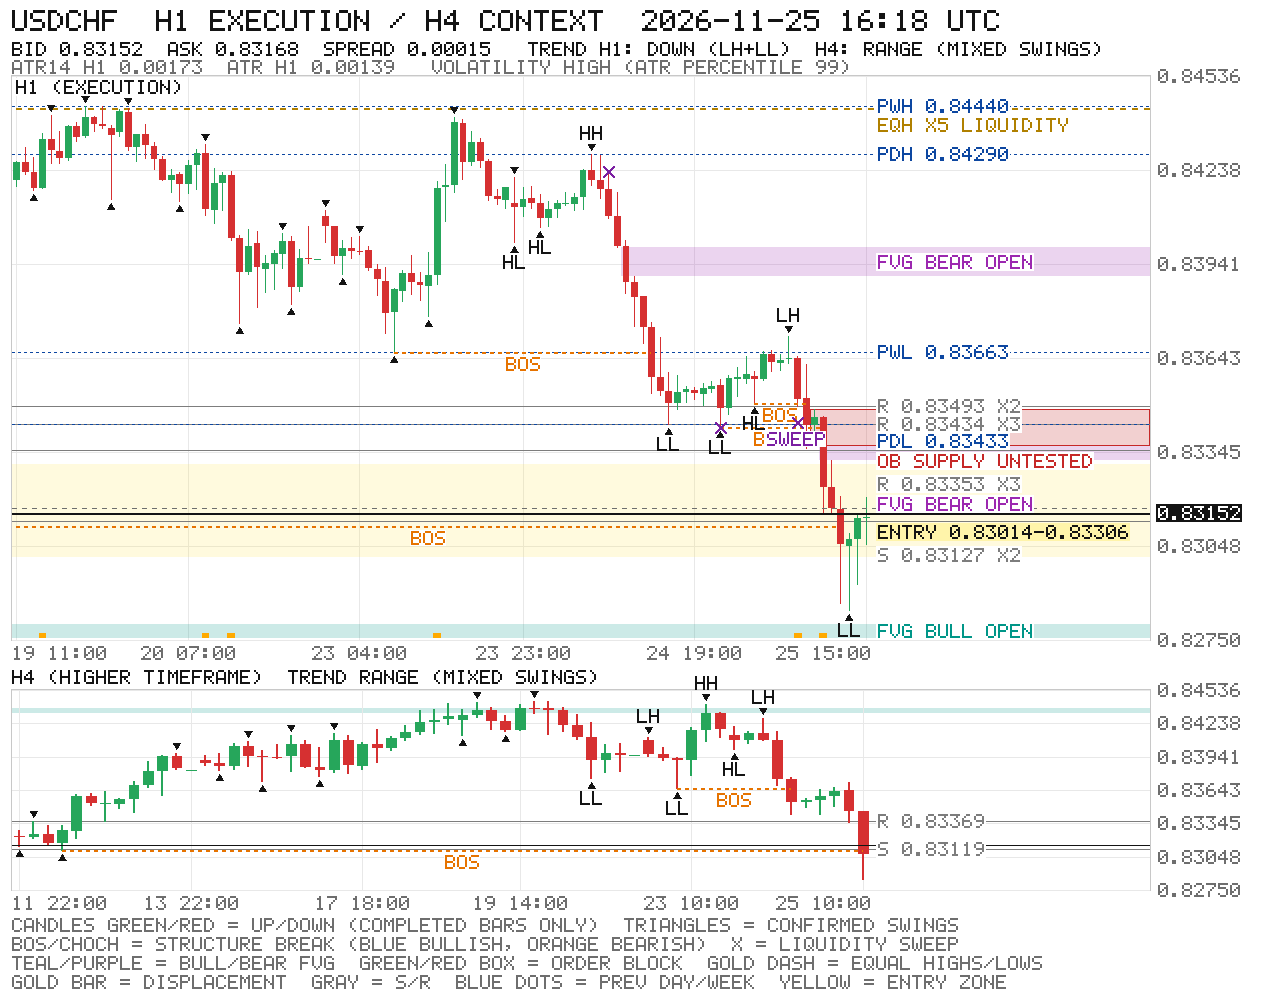 USDCHF  H1 EXECUTION / H4 CONTEXT  2026-11-25 16:18 UTC
BID 0.83152  ASK 0.83168  SPREAD 0.00015   TREND H1: DOWN (LH+LL)  H4: RANGE (MIXED SWINGS)
ATR14 H1 0.00173  ATR H1 0.00139   VOLATILITY HIGH (ATR PERCENTILE 99)
H1 (EXECUTION)
0.84536
PWH 0.84440
EQH X5 LIQUIDITY
HH
PDH 0.84290
0.84238
HL
HL
FVG BEAR OPEN
0.83941
LH
PWL 0.83663
0.83643
BOS
R 0.83493 X2
BOS
HL
R 0.83434 X3
PDL 0.83433
LL
LL
B
SWEEP
0.83345
OB SUPPLY UNTESTED
R 0.83353 X3
FVG BEAR OPEN
0.83152
BOS
ENTRY 0.83014-0.83306
0.83048
S 0.83127 X2
LL
FVG BULL OPEN
0.82750
19 11:00
20 07:00
23 04:00
23 23:00
24 19:00
25 15:00
H4 (HIGHER TIMEFRAME)  TREND RANGE (MIXED SWINGS)
HH
0.84536
LH
LH
0.84238
HL
0.83941
LL
LL
BOS
0.83643
R 0.83369
0.83345
S 0.83119
BOS
0.83048
0.82750
11 22:00
13 22:00
17 18:00
19 14:00
23 10:00
25 10:00
CANDLES GREEN/RED = UP/DOWN (COMPLETED BARS ONLY)  TRIANGLES = CONFIRMED SWINGS
BOS/CHOCH = STRUCTURE BREAK (BLUE BULLISH, ORANGE BEARISH)  X = LIQUIDITY SWEEP
TEAL/PURPLE = BULL/BEAR FVG  GREEN/RED BOX = ORDER BLOCK  GOLD DASH = EQUAL HIGHS/LOWS
GOLD BAR = DISPLACEMENT  GRAY = S/R  BLUE DOTS = PREV DAY/WEEK  YELLOW = ENTRY ZONE